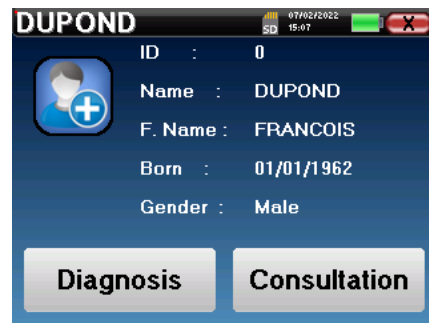 DUPOND
SD 07/02/2022
15:07
X
ID : 0
Name : DUPOND
F. Name : FRANCOIS
Born : 01/01/1962
Gender : Male
Diagnosis Consultation